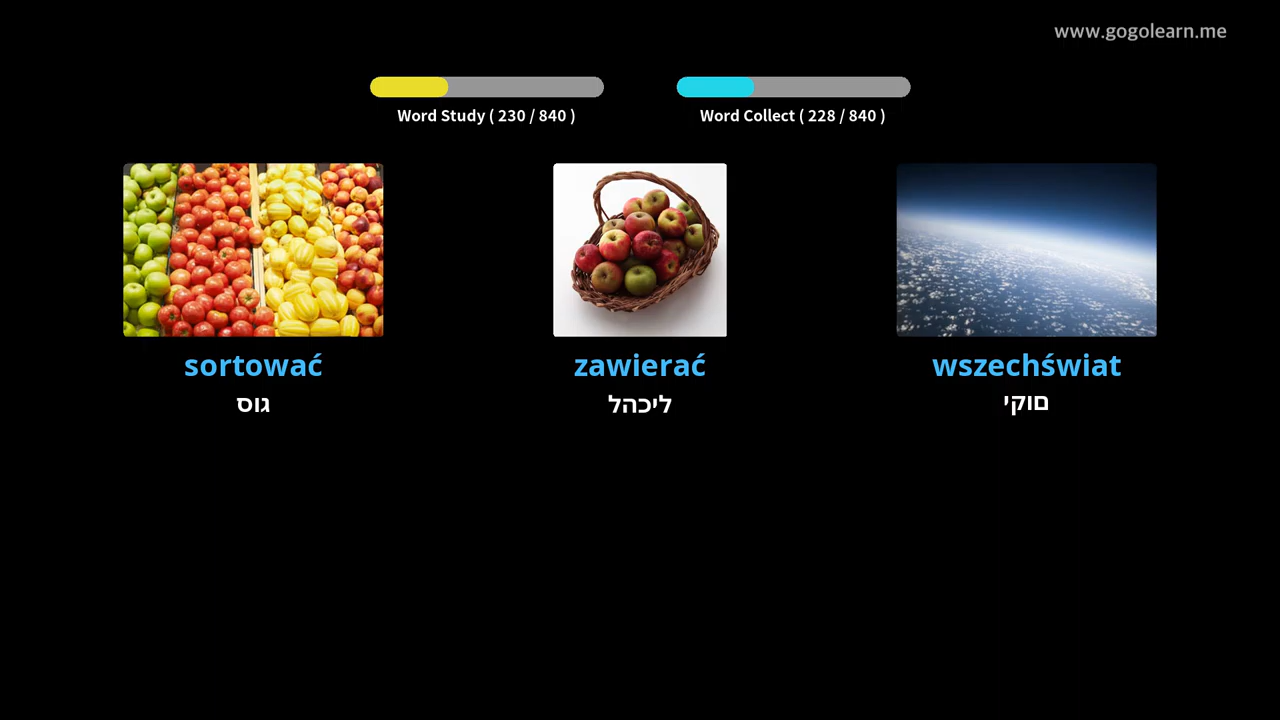 www.gogolearn.me
Word Study ( 230 / 840 )
Word Collect ( 228 / 840 )
sortować
גוס
zawierać
ליכהל
wszechświat
םוקי